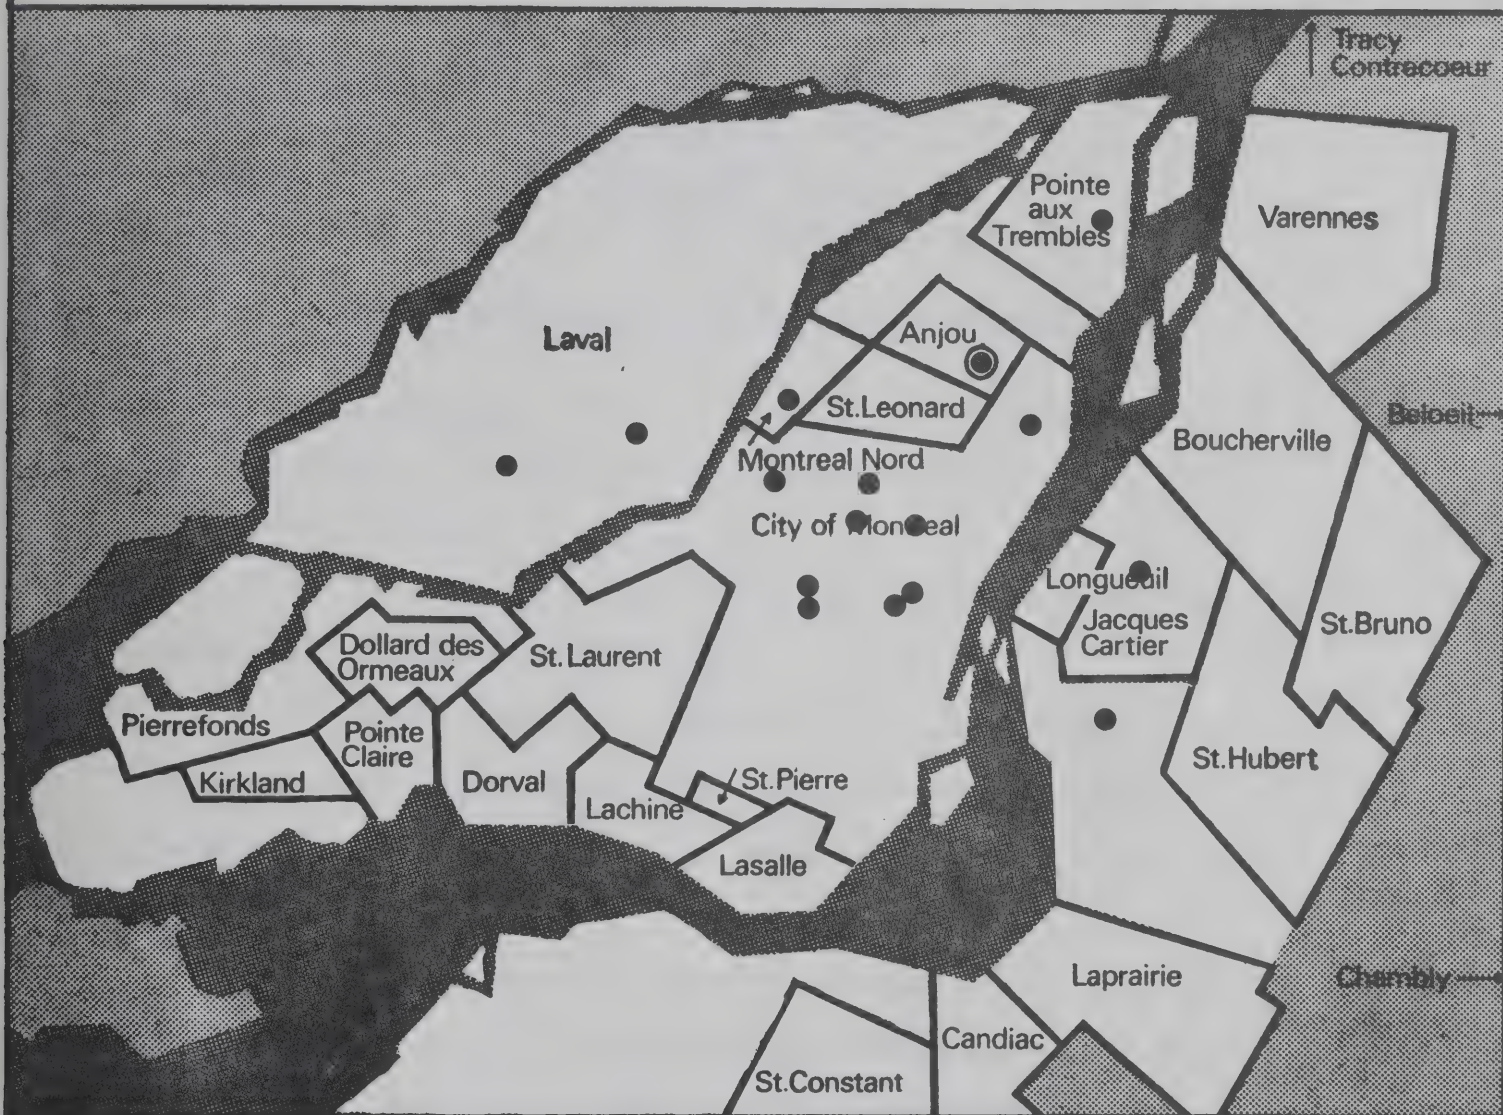 Tracy
Contrecoeur
Pointe
aux
Trembles
Varennes
Laval
Anjou
St.Leonard
Beloeil
Boucherville
Montreal Nord
City of Montreal
Longueuil
Jacques
Cartier
St.Bruno
Dollard des
Ormeaux
St.Laurent
Pierrefonds
Pointe
Claire
Kirkland
Dorval
St.Pierre
Lachine
St.Hubert
Lasalle
Laprairie
Chambly
Candiac
St.Constant